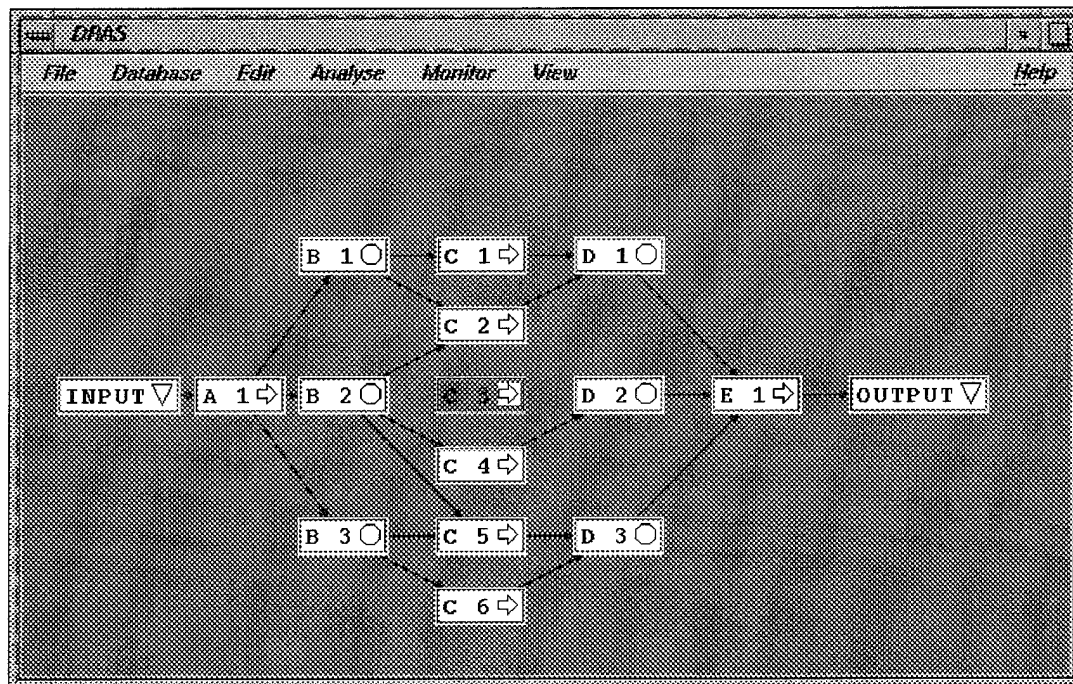 DRAS
File Database Edit Analyse Monitor View Help
B 1 C 1 D 1
C 2
INPUT A 1 B 2 C 3 D 2 E 1 OUTPUT
C 4
B 3 C 5 D 3
C 6